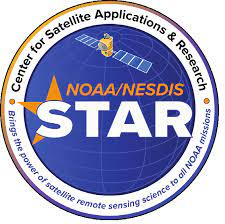 Center for Satellite Applications & Research
NOAA/NESDIS
STAR
Brings the power of satellite remote sensing science to all NOAA missions